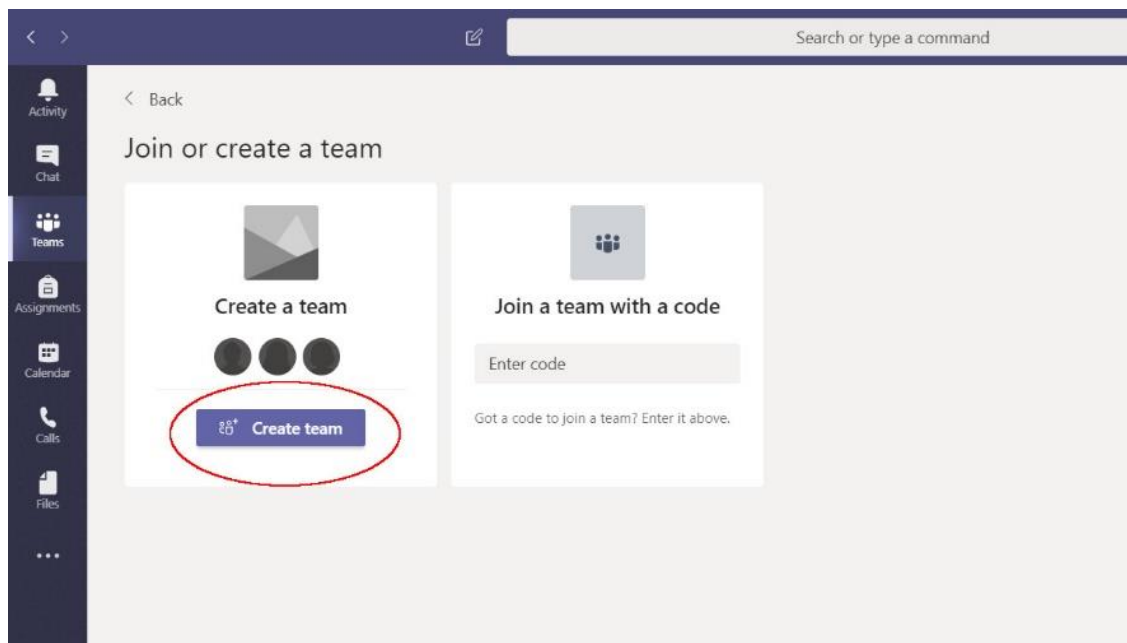 Search or type a command
Activity
Chat
Teams
Assignments
Calendar
Calls
Files
Back
Join or create a team
Create a team
Create team
Join a team with a code
Enter code
Got a code to join a team? Enter it above.